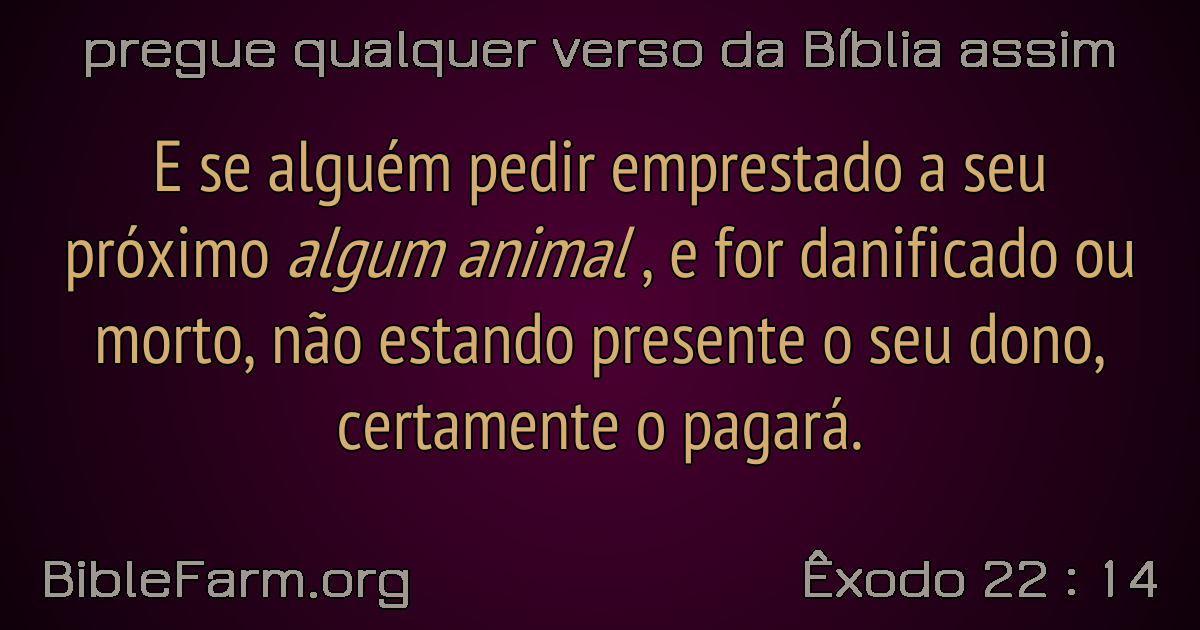 pregue qualquer verso da Bíblia assim
E se alguém pedir emprestado a seu
próximo algum animal , e for danificado ou
morto, não estando presente o seu dono,
certamente o pagará.
BibleFarm.org
Êxodo 22 : 14